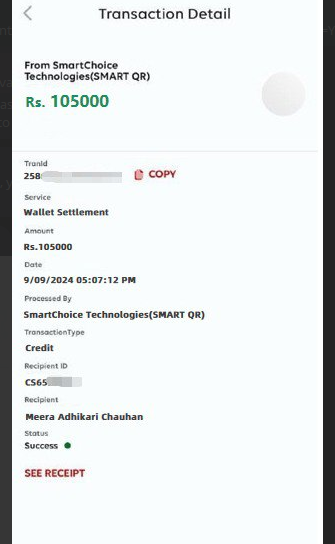 Transaction Detail
From SmartChoice
Technologies(SMART QR)
Rs. 105000
TranId
258
COPY
Service
Wallet Settlement
Amount
Rs.105000
Date
9/09/2024 05:07:12 PM
Processed By
SmartChoice Technologies(SMART QR)
TransactionType
Credit
Recipient ID
CS65
Recipient
Meera Adhikari Chauhan
Status
Success
SEE RECEIPT